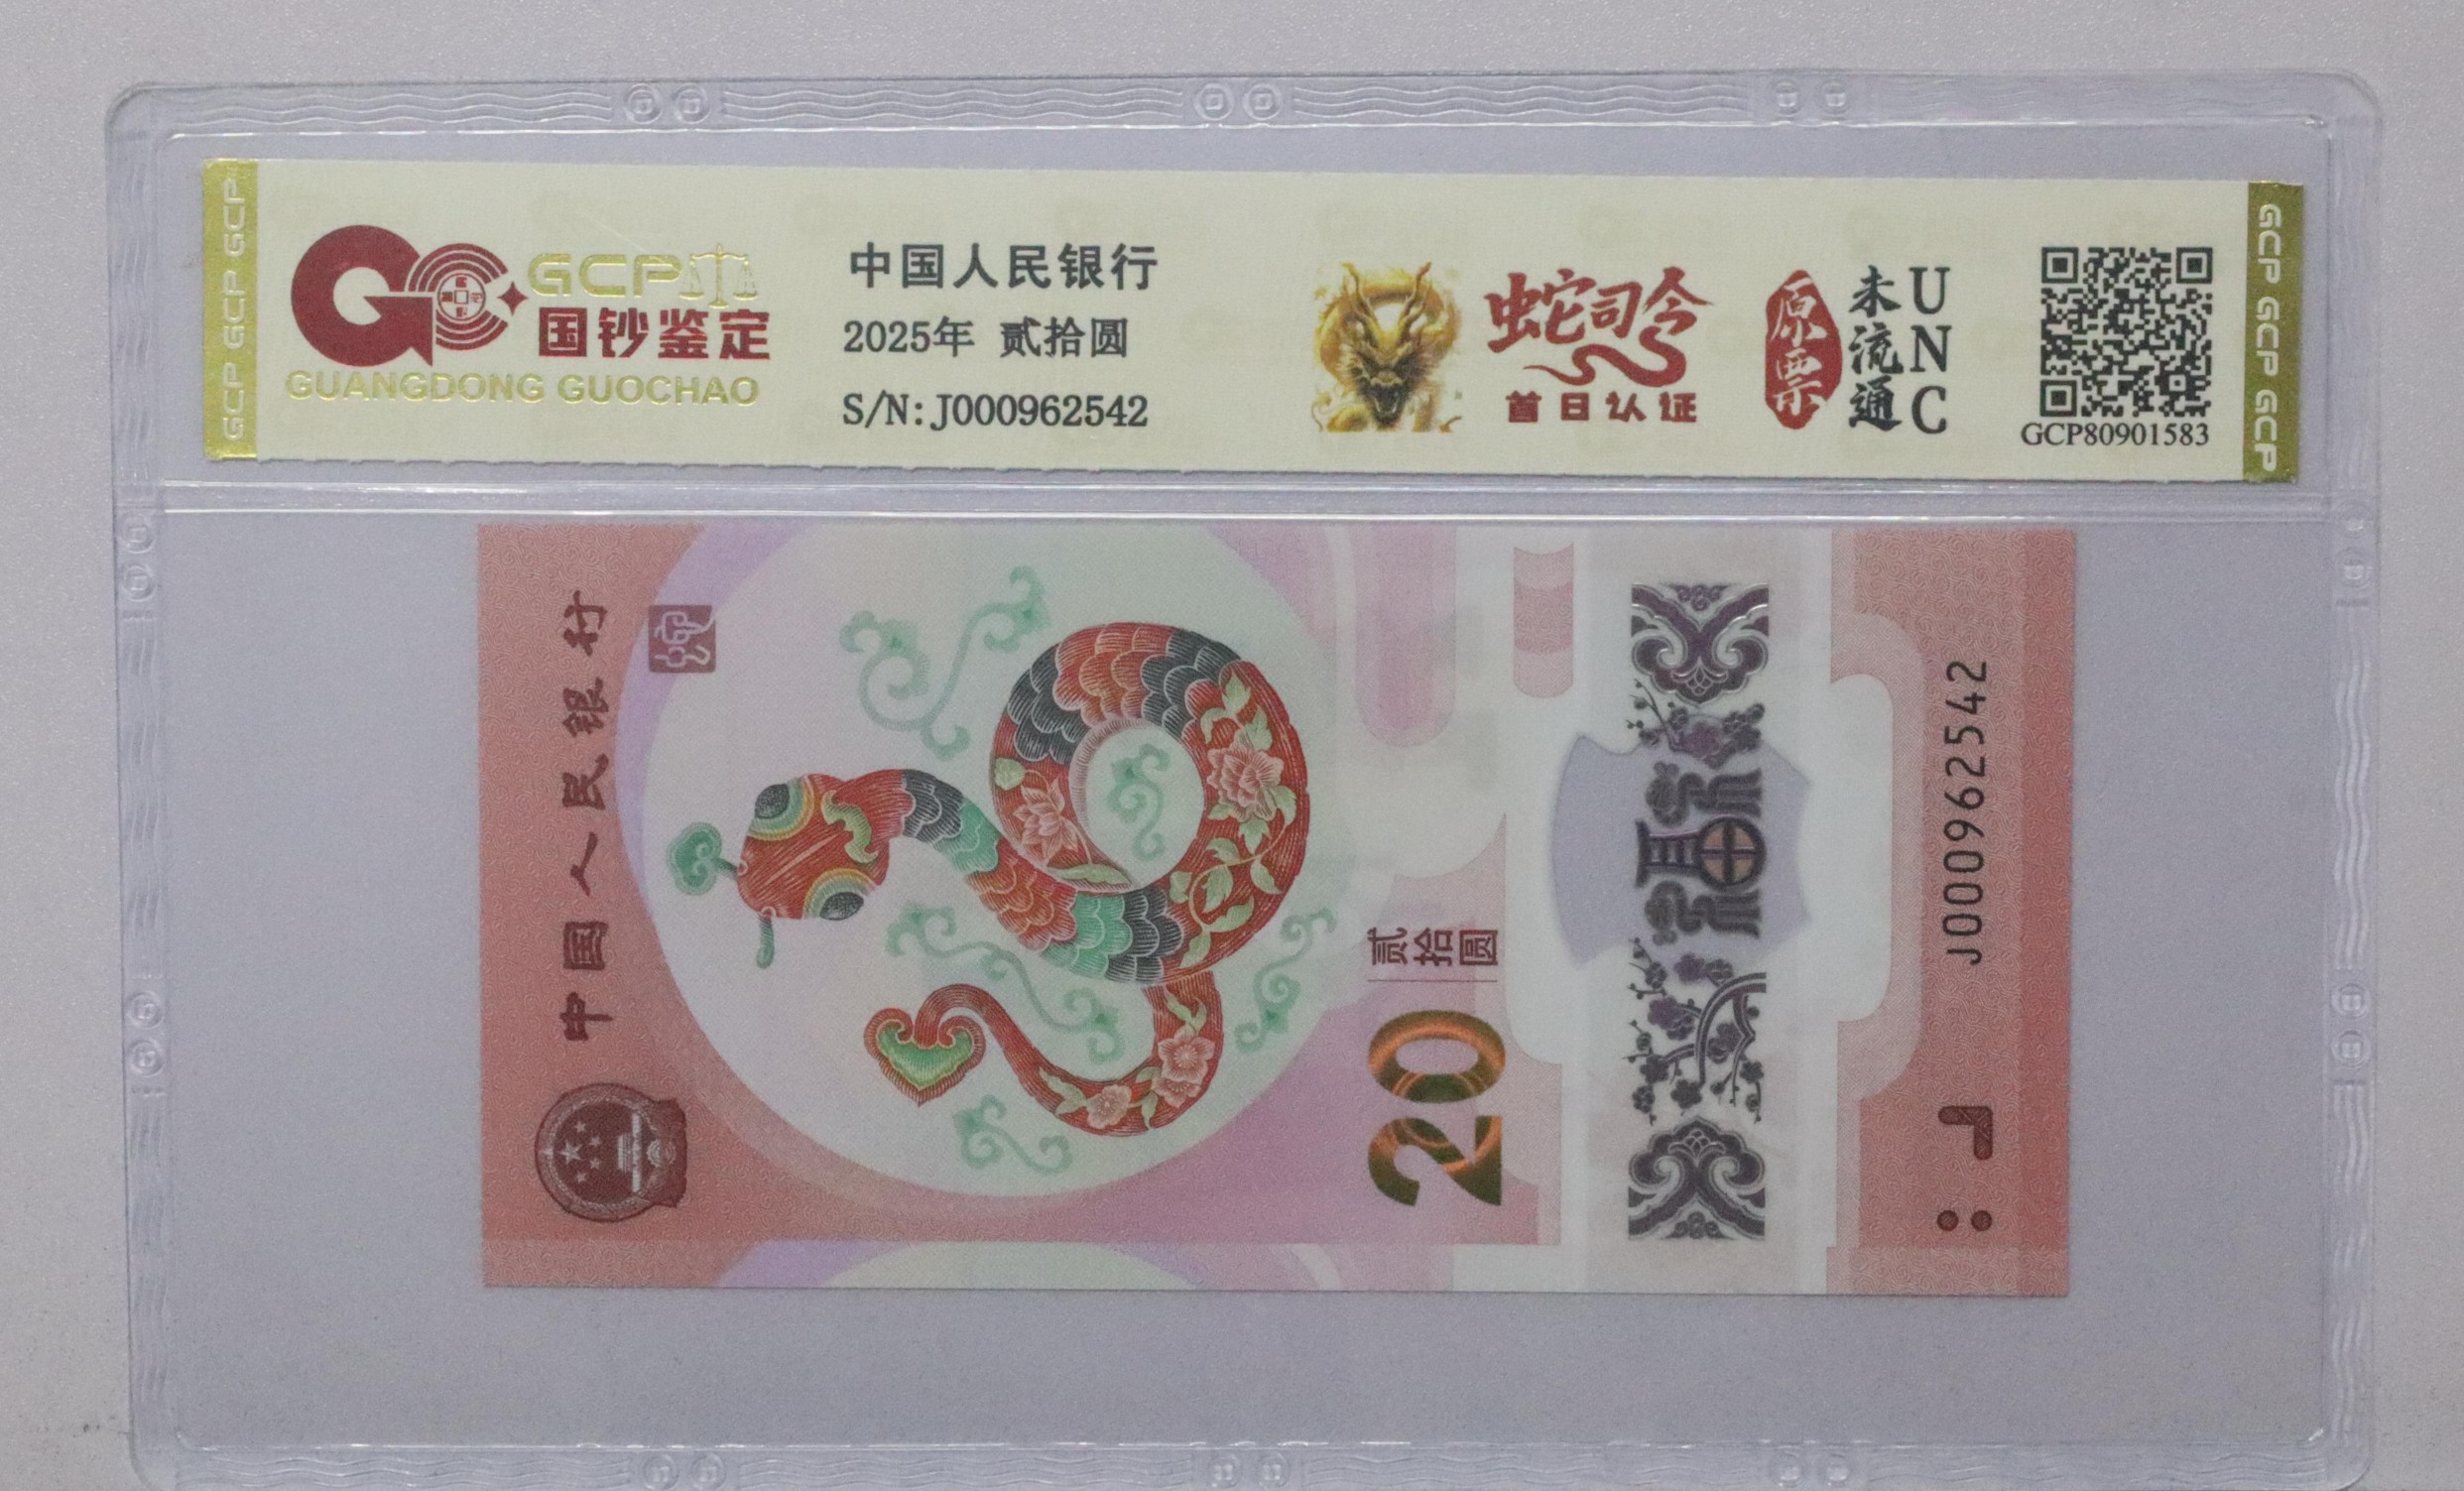 GCP GCP GCP
GCP
国钞鉴定
GUANGDONG GUOCHAO
中国人民银行
2025年 贰拾圆
S/N:J000962542
蛇司令
首日认证
原票
未流通
UNC
GCP80901583
GCP GCP GCP
中国人民银行
蛇
20
贰拾圆
福
J000962542